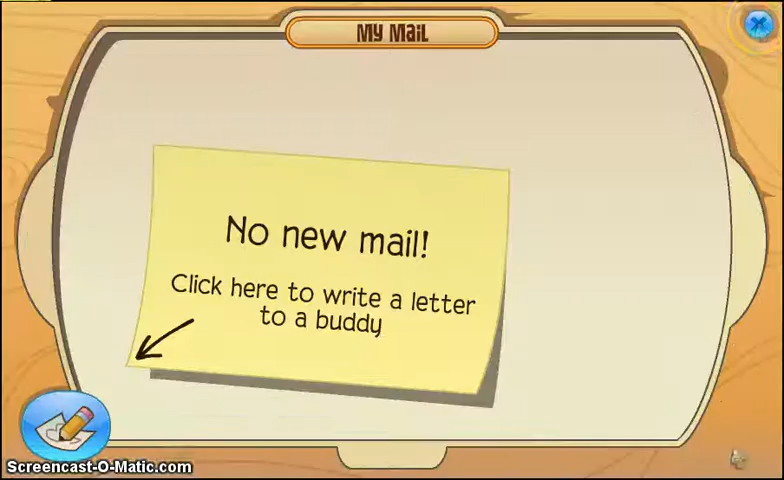 My Mail
No new mail!
Click here to write a letter
to a buddy
Screencast-O-Matic.com